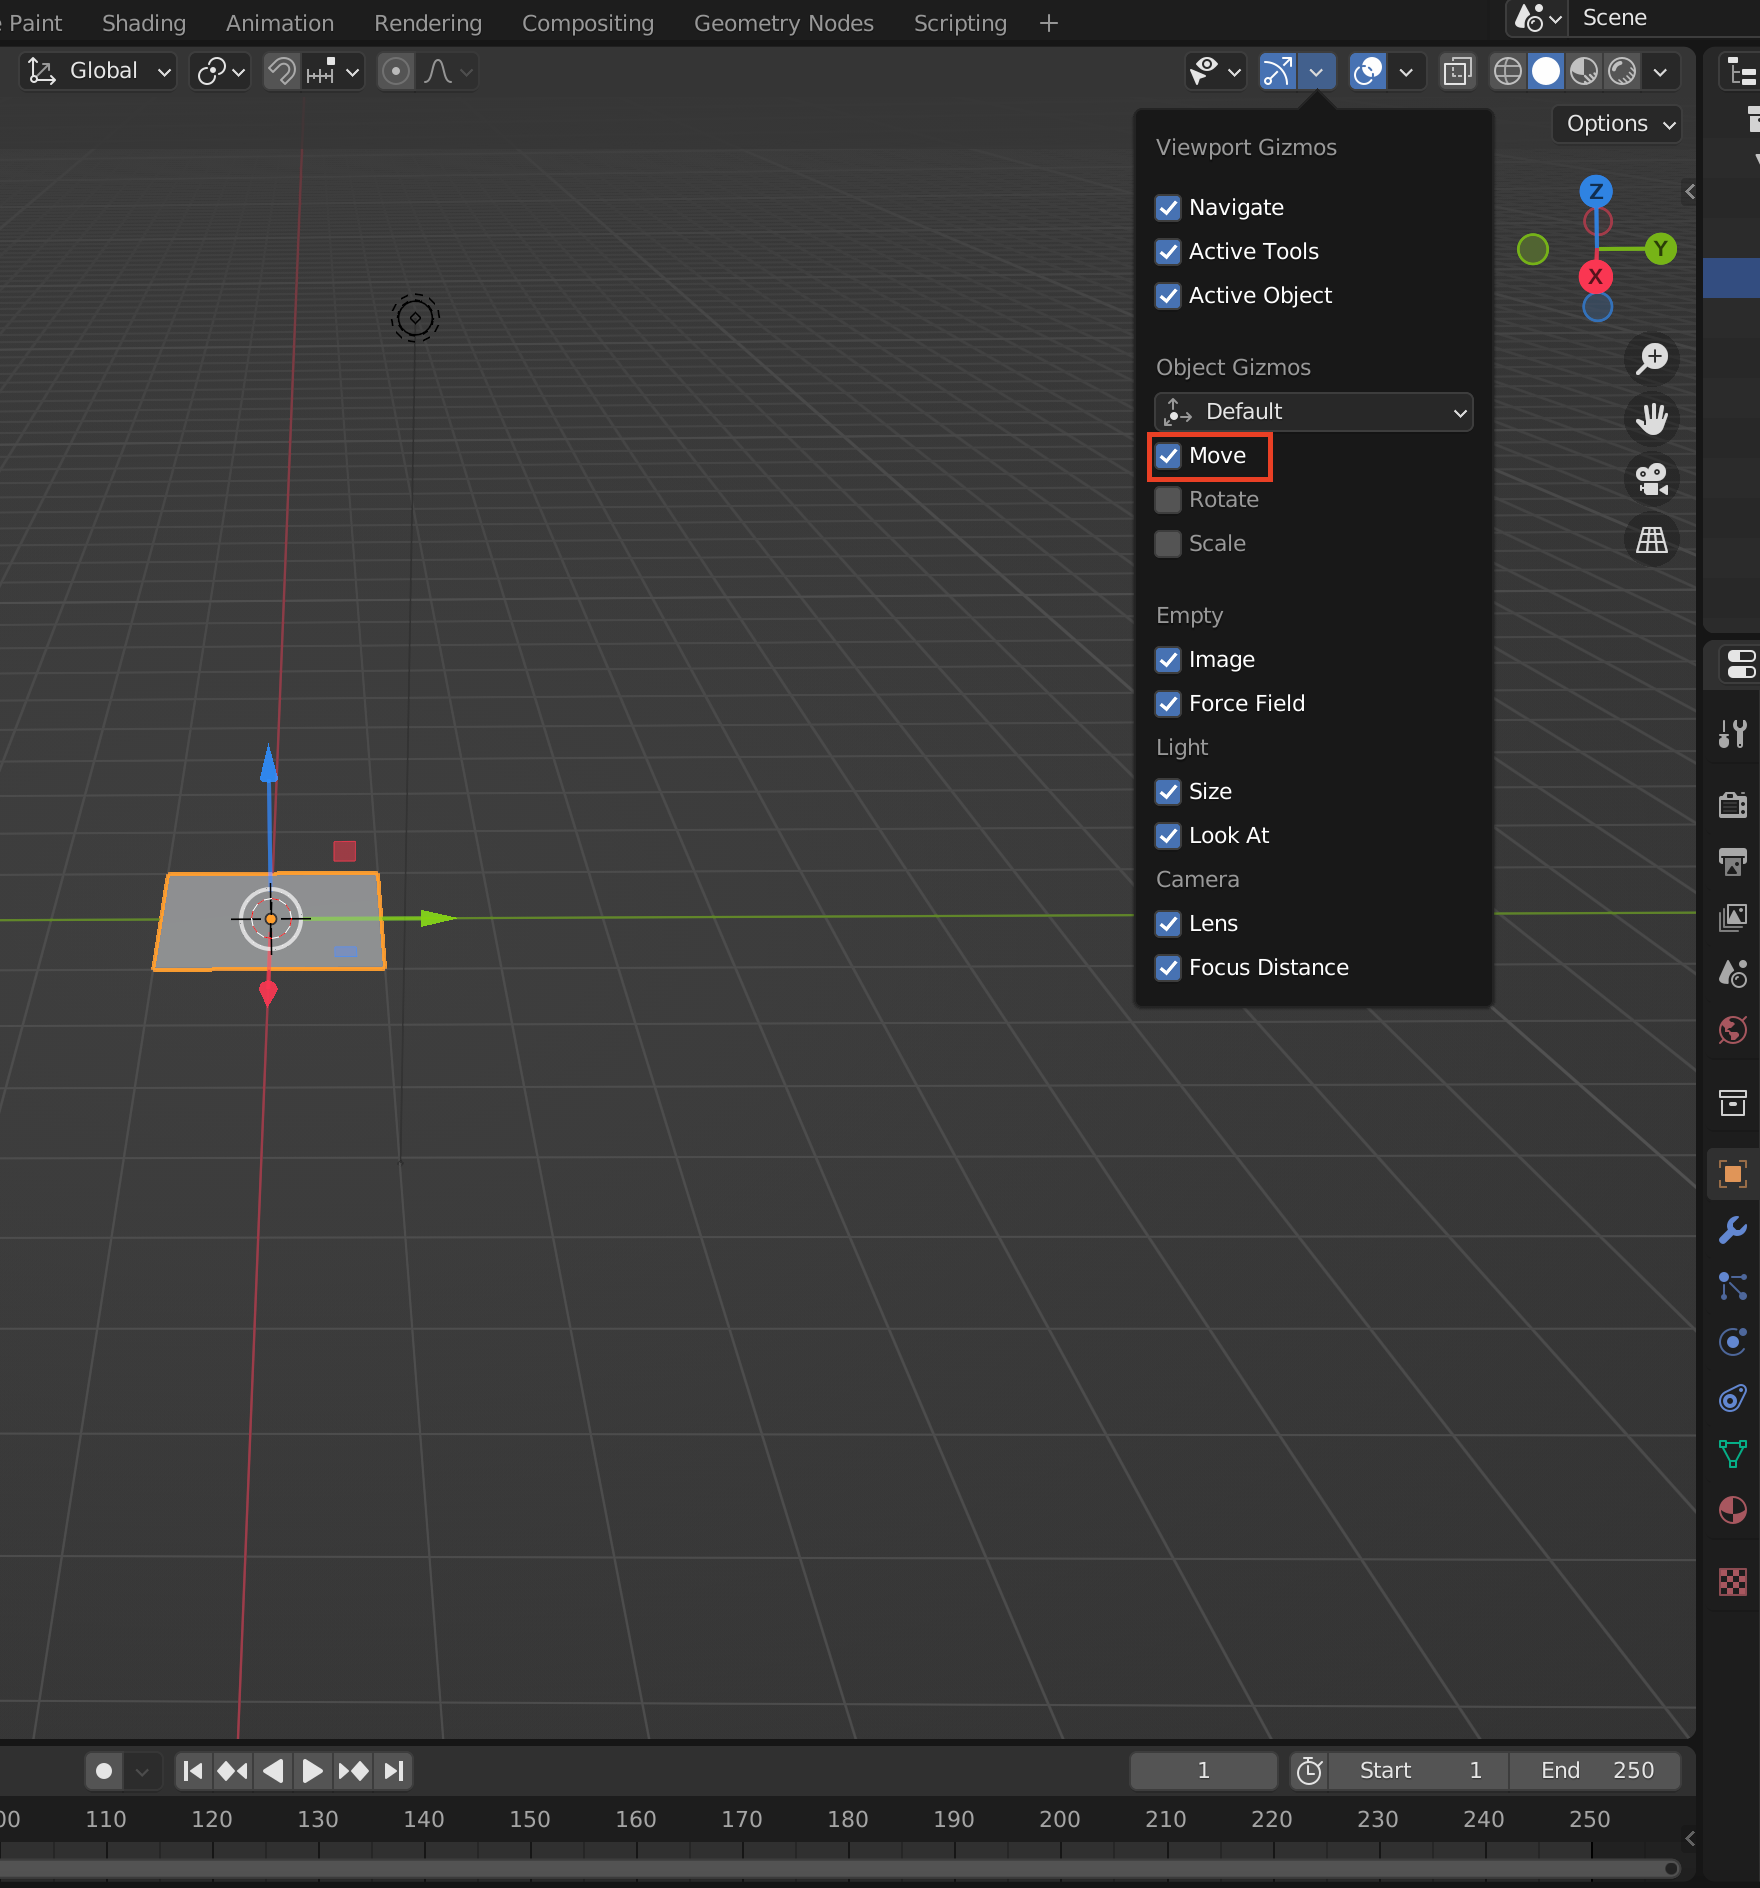 Paint Shading Animation Rendering Compositing Geometry Nodes Scripting + Scene
Global
Options
Viewport Gizmos
Navigate
Active Tools
Active Object
Object Gizmos
Default
Move
Rotate
Scale
Empty
Image
Force Field
Light
Size
Look At
Camera
Lens
Focus Distance
Z
Y
X
1 Start 1 End 250
00 110 120 130 140 150 160 170 180 190 200 210 220 230 240 250